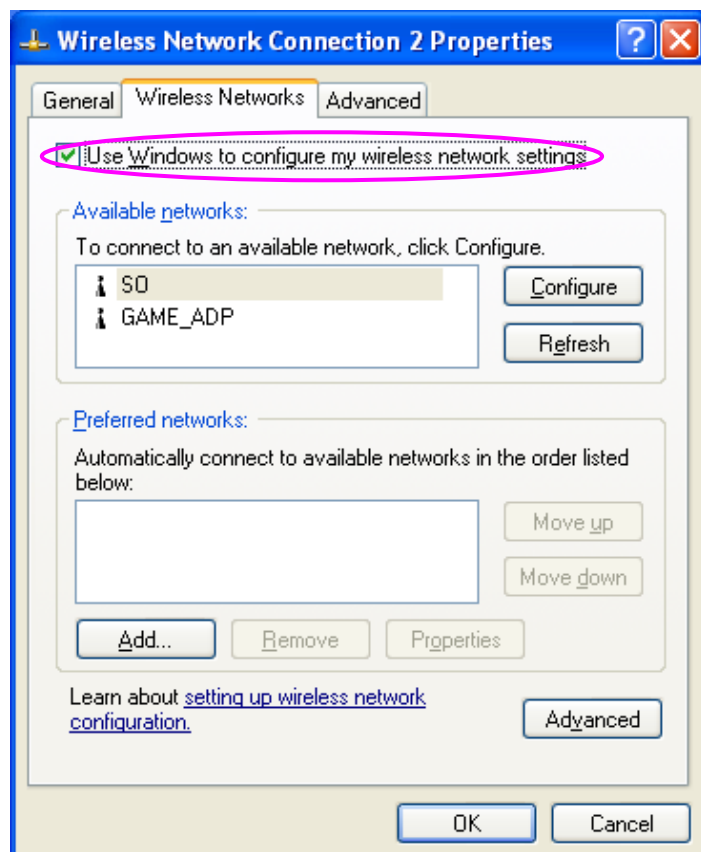 Wireless Network Connection 2 Properties
General Wireless Networks Advanced
Use Windows to configure my wireless network settings
Available networks:
To connect to an available network, click Configure.
SO
Configure
GAME_ADP
Refresh
Preferred networks:
Automatically connect to available networks in the order listed
below:
Move up
Move down
Add... Remove Properties
Learn about setting up wireless network
configuration.
Advanced
OK Cancel